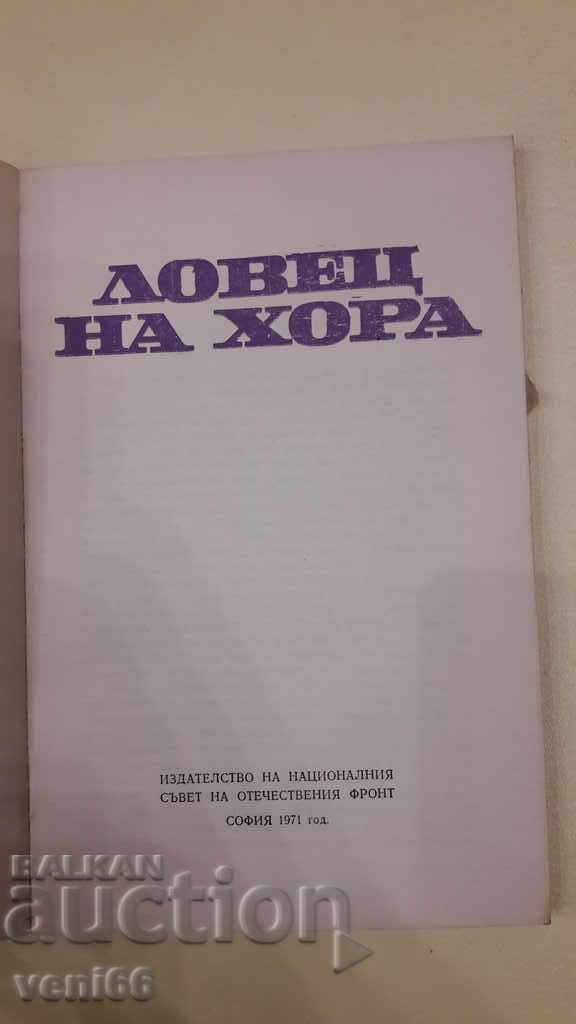 ЛОВЕЦ
НА ХОРА
ИЗДАТЕЛСТВО НА НАЦИОНАЛНИЯ
СЪВЕТ НА ОТЕЧЕСТВЕНИЯ ФРОНТ
СОФИЯ 1971 год.
BALKAN
auction
veni66